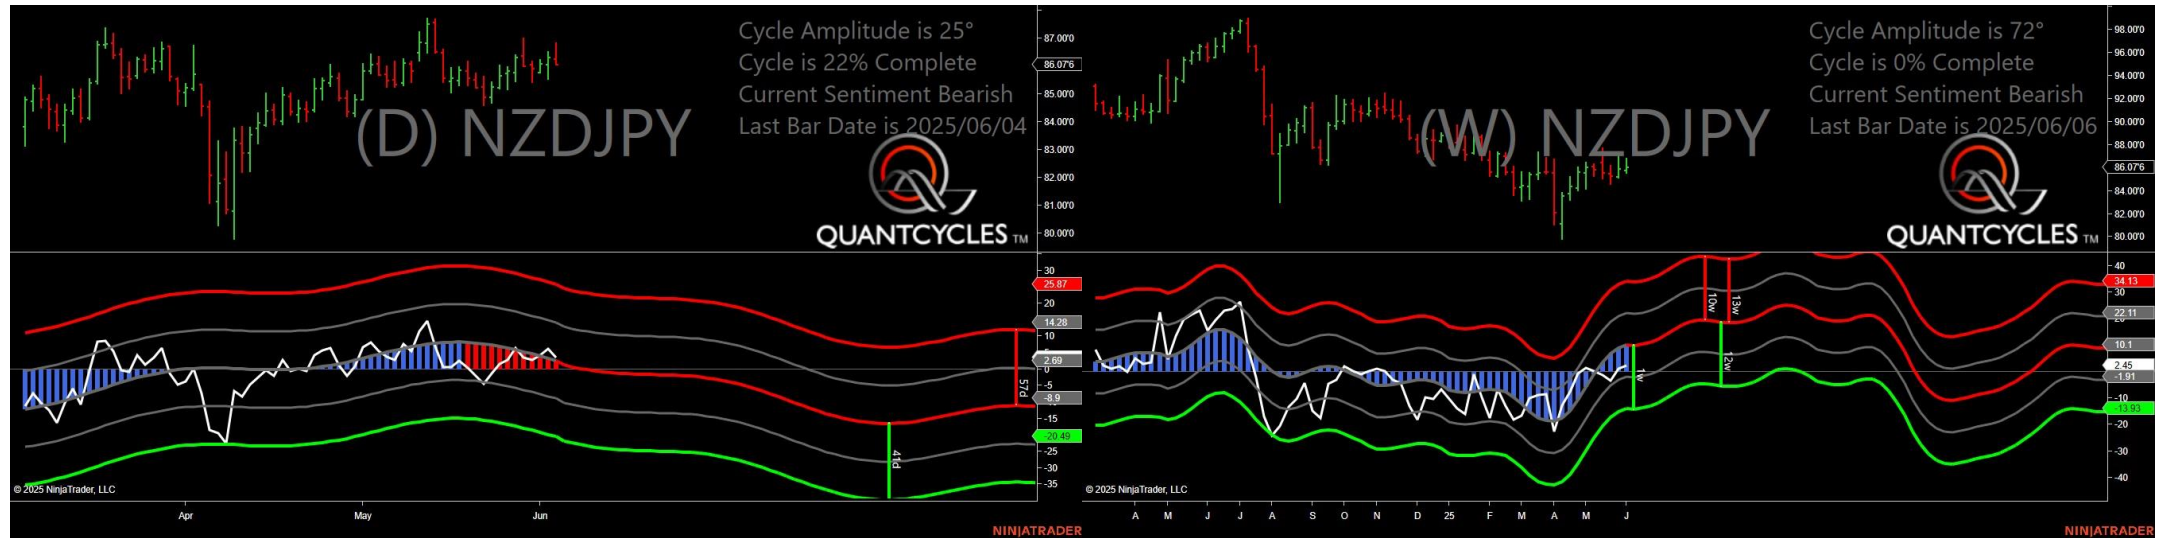 Cycle Amplitude is 25°
Cycle is 22% Complete
Current Sentiment Bearish
Last Bar Date is 2025/06/04
(D) NZDJPY
QUANTCYCLES TM
87.00'0
86.07'6
85.00'0
84.00'0
83.00'0
82.00'0
81.00'0
80.00'0
30
25.87
20
14.28
10
2.69
0
-5
-8.9
-15
-20.49
-25
-30
-35
57d
41d
© 2025 NinjaTrader, LLC
Apr
May
Jun
NINJATRADER
Cycle Amplitude is 72°
Cycle is 0% Complete
Current Sentiment Bearish
Last Bar Date is 2025/06/06
(W) NZDJPY
QUANTCYCLES TM
98.00'0
96.00'0
94.00'0
92.00'0
90.00'0
88.00'0
86.07'6
84.00'0
82.00'0
80.00'0
40
34.13
30
22.11
10.1
2.45
-1.91
-10
-13.93
-20
-30
-40
10w
13w
12w
1w
© 2025 NinjaTrader, LLC
A M J J A S O N D 25 F M A M J
NINJATRADER